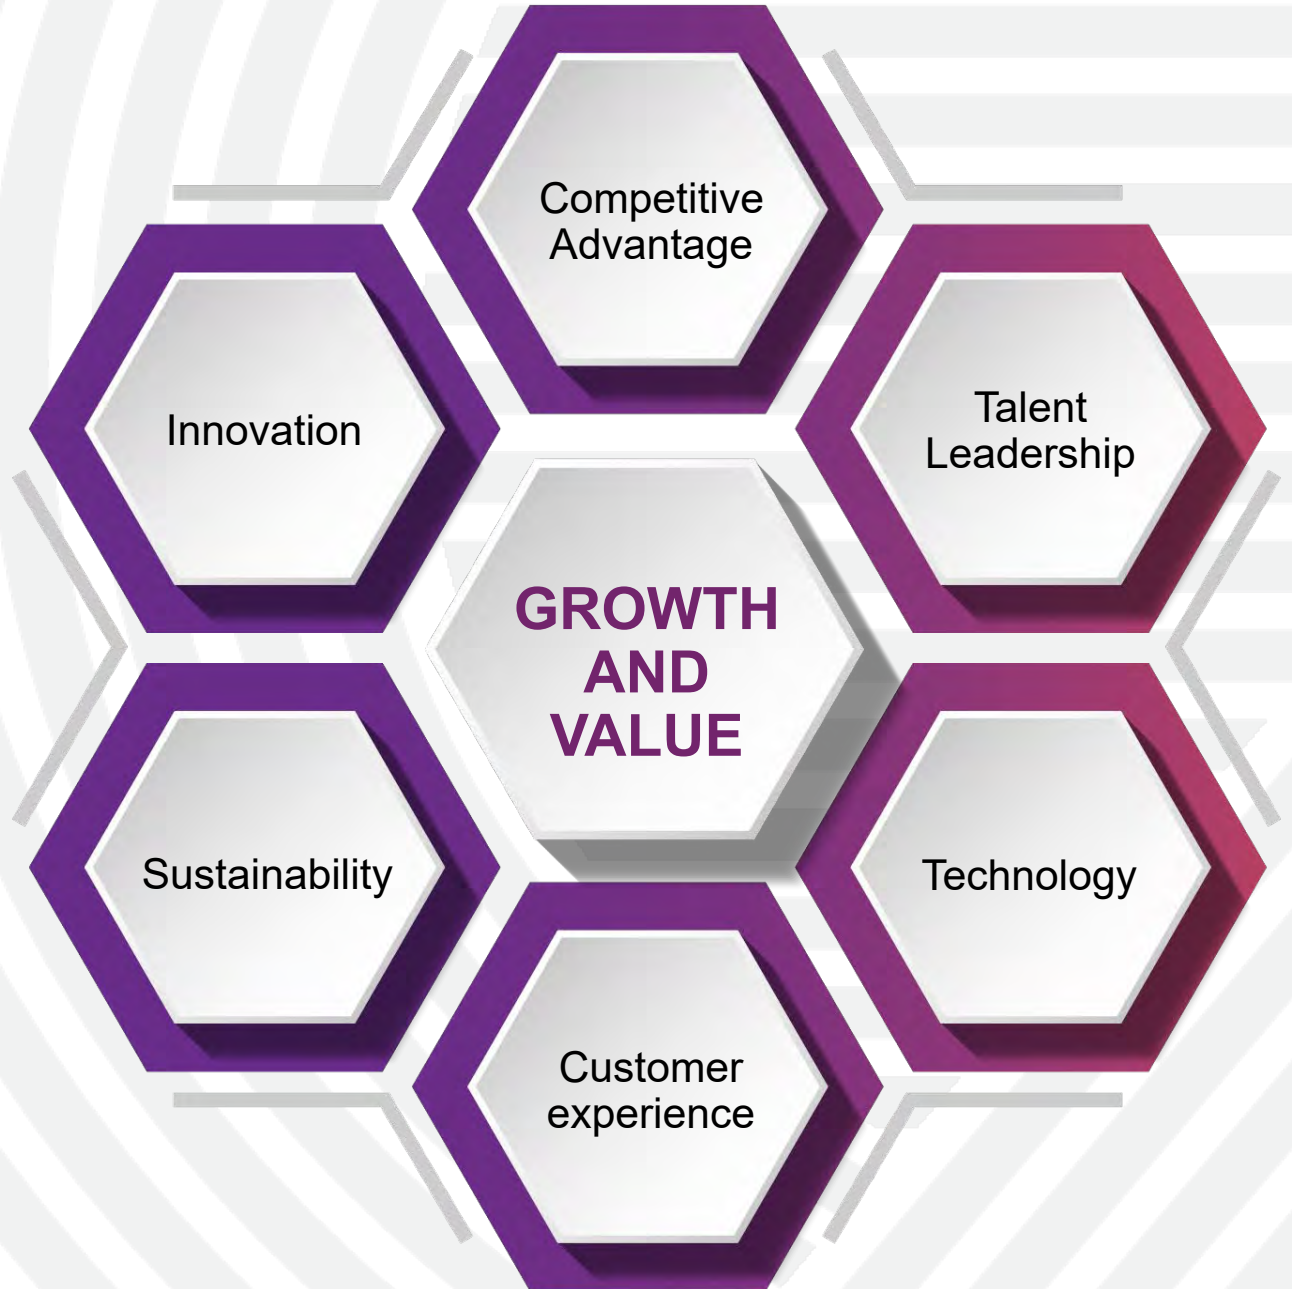 Competitive
Advantage
Talent
Leadership
Innovation
GROWTH
AND
VALUE
Sustainability
Technology
Customer
experience